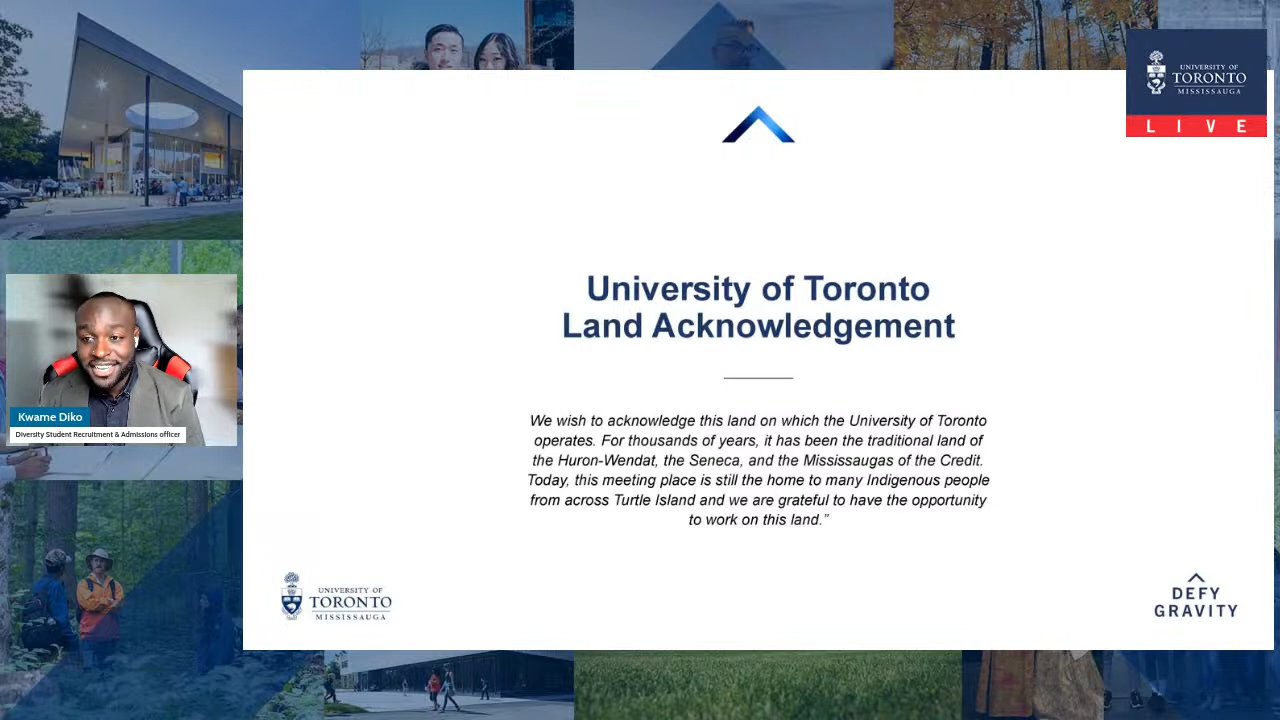 UNIVERSITY OF
TORONTO
MISSISSAUGA
LIVE
University of Toronto
Land Acknowledgement
We wish to acknowledge this land on which the University of Toronto
operates. For thousands of years, it has been the traditional land of
the Huron-Wendat, the Seneca, and the Mississaugas of the Credit.
Today, this meeting place is still the home to many Indigenous people
from across Turtle Island and we are grateful to have the opportunity
to work on this land.”
Kwame Diko
Diversity Student Recruitment & Admissions officer
UNIVERSITY OF
TORONTO
MISSISSAUGA
DEFY
GRAVITY